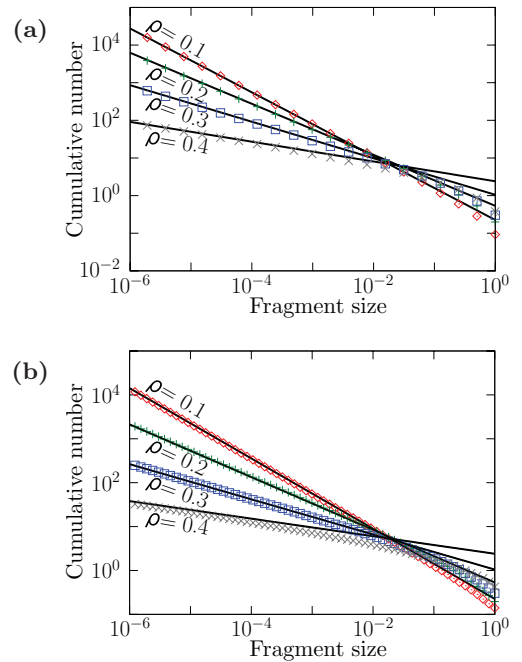 (a)
10^4
10^2
10^0
10^-2
Cumulative number
ρ= 0.1
ρ= 0.2
ρ= 0.3
ρ= 0.4
10^-6
10^-4
10^-2
10^0
Fragment size
(b)
10^4
10^2
10^0
Cumulative number
ρ= 0.1
ρ= 0.2
ρ= 0.3
ρ= 0.4
10^-6
10^-4
10^-2
10^0
Fragment size